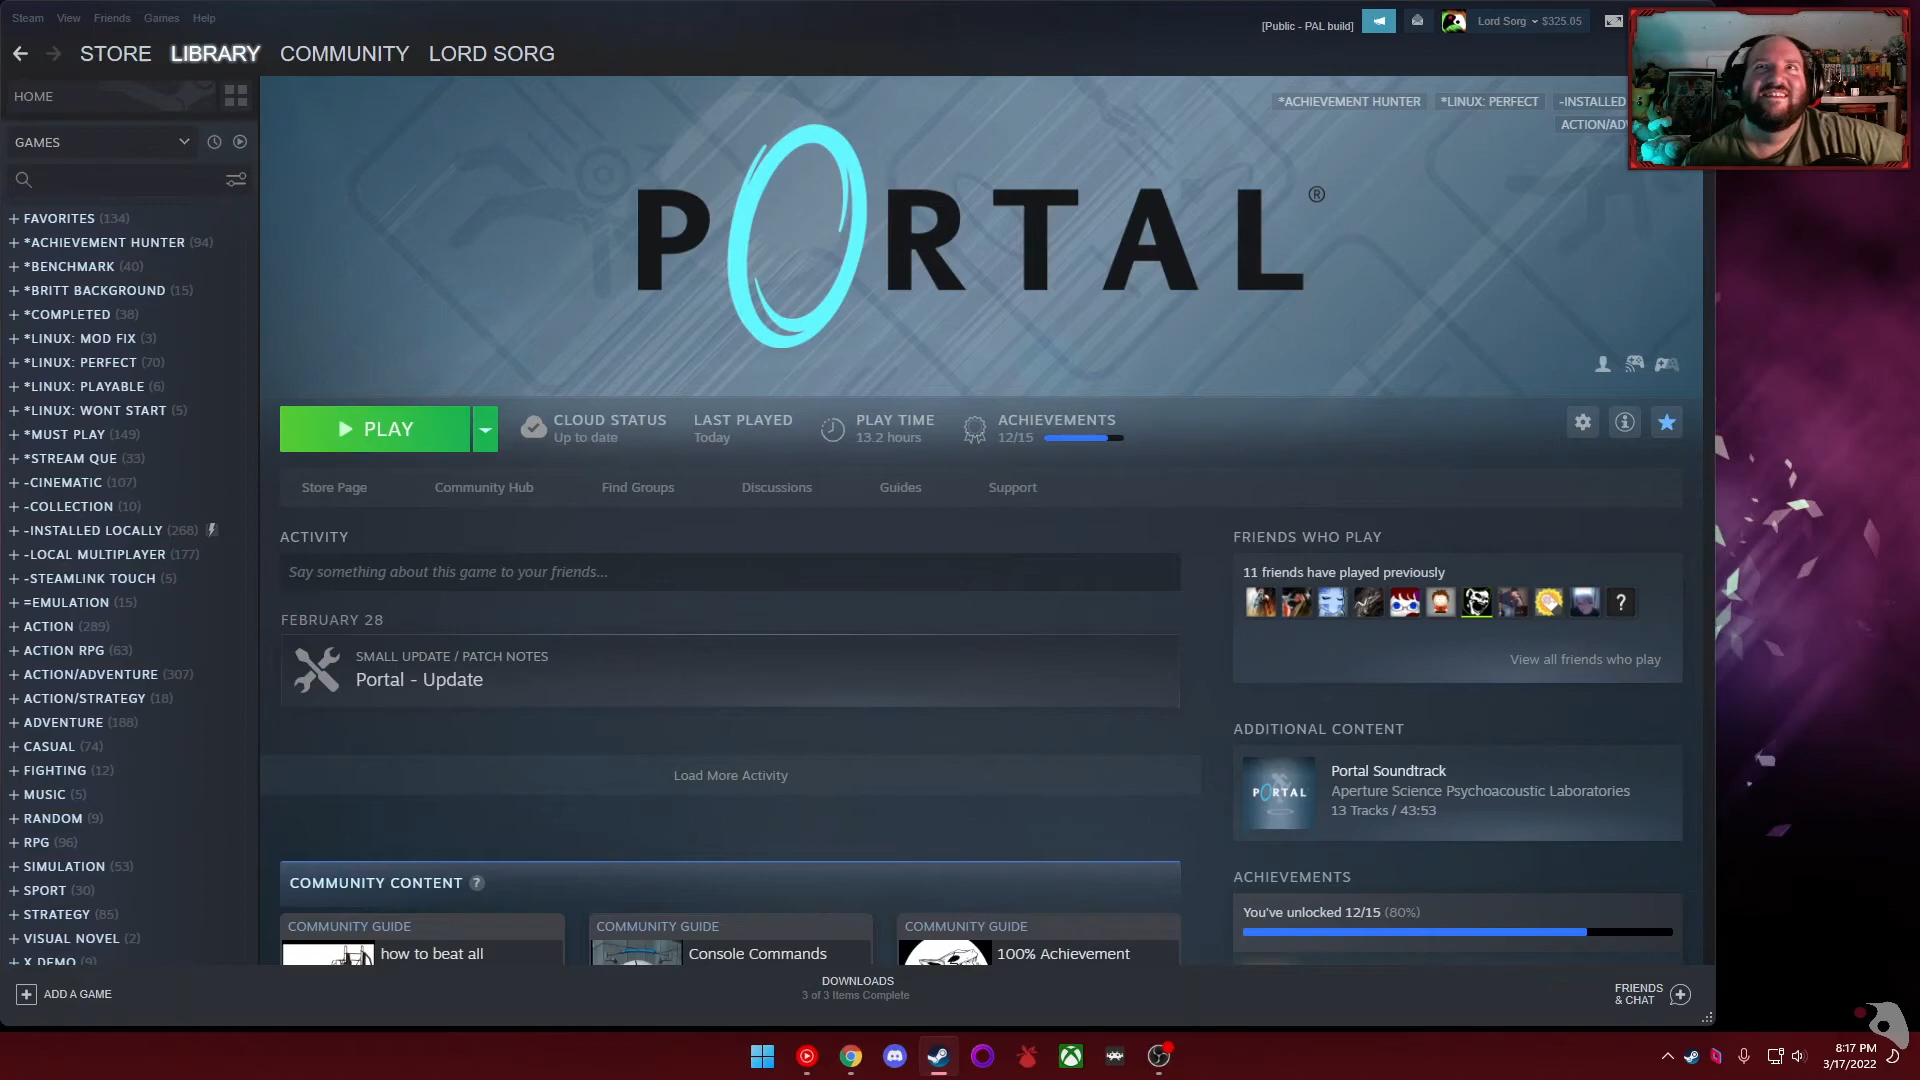 Steam View Friends Games Help
[Public - PAL build] Lord Sorg $325.05
STORE LIBRARY COMMUNITY LORD SORG
HOME
GAMES
+ FAVORITES (134)
+ *ACHIEVEMENT HUNTER (94)
+ *BENCHMARK (40)
+ *BRITT BACKGROUND (15)
+ *COMPLETED (38)
+ *LINUX: MOD FIX (3)
+ *LINUX: PERFECT (70)
+ *LINUX: PLAYABLE (6)
+ *LINUX: WONT START (5)
+ *MUST PLAY (149)
+ *STREAM QUE (33)
+ -CINEMATIC (107)
+ -COLLECTION (10)
+ -INSTALLED LOCALLY (268)
+ -LOCAL MULTIPLAYER (177)
+ -STEAMLINK TOUCH (5)
+ =EMULATION (15)
+ ACTION (289)
+ ACTION RPG (63)
+ ACTION/ADVENTURE (307)
+ ACTION/STRATEGY (18)
+ ADVENTURE (188)
+ CASUAL (74)
+ FIGHTING (12)
+ MUSIC (5)
+ RANDOM (9)
+ RPG (96)
+ SIMULATION (53)
+ SPORT (30)
+ STRATEGY (85)
+ VISUAL NOVEL (2)
+ X DEMO (9)
+ ADD A GAME
*ACHIEVEMENT HUNTER *LINUX: PERFECT -INSTALLED
ACTION/ADV
PORTAL®
PLAY
CLOUD STATUS
Up to date
LAST PLAYED
Today
PLAY TIME
13.2 hours
ACHIEVEMENTS
12/15
Store Page Community Hub Find Groups Discussions Guides Support
ACTIVITY
Say something about this game to your friends...
FEBRUARY 28
SMALL UPDATE / PATCH NOTES
Portal - Update
Load More Activity
COMMUNITY CONTENT ?
COMMUNITY GUIDE
how to beat all
COMMUNITY GUIDE
Console Commands
COMMUNITY GUIDE
100% Achievement
FRIENDS WHO PLAY
11 friends have played previously
?
View all friends who play
ADDITIONAL CONTENT
PORTAL
Portal Soundtrack
Aperture Science Psychoacoustic Laboratories
13 Tracks / 43:53
ACHIEVEMENTS
You've unlocked 12/15 (80%)
DOWNLOADS
3 of 3 Items Complete
FRIENDS
& CHAT
8:17 PM
3/17/2022